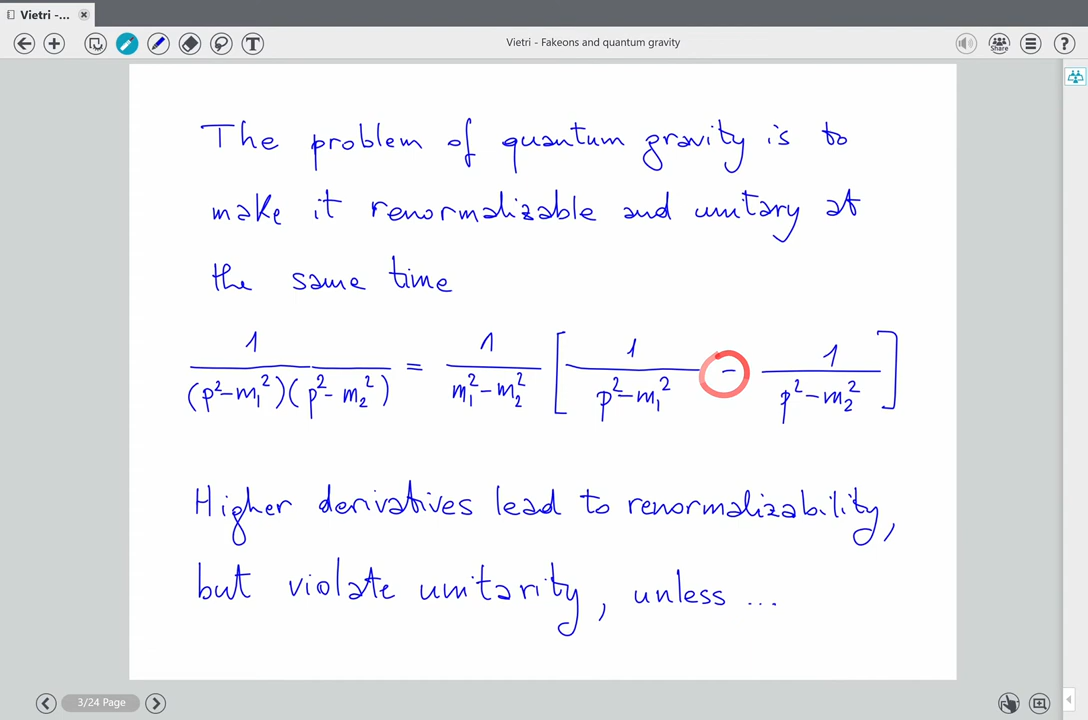 Vietri -...
Vietri - Fakeons and quantum gravity
Share
The problem of quantum gravity is to
make it renormalizable and unitary at
the same time
1/((p²-m₁²)(p²-m₂²)) = 1/(m₁²-m₂²) [1/(p²-m₁²) - 1/(p²-m₂²)]
Higher derivatives lead to renormalizability,
but violate unitarity, unless ...
3/24 Page